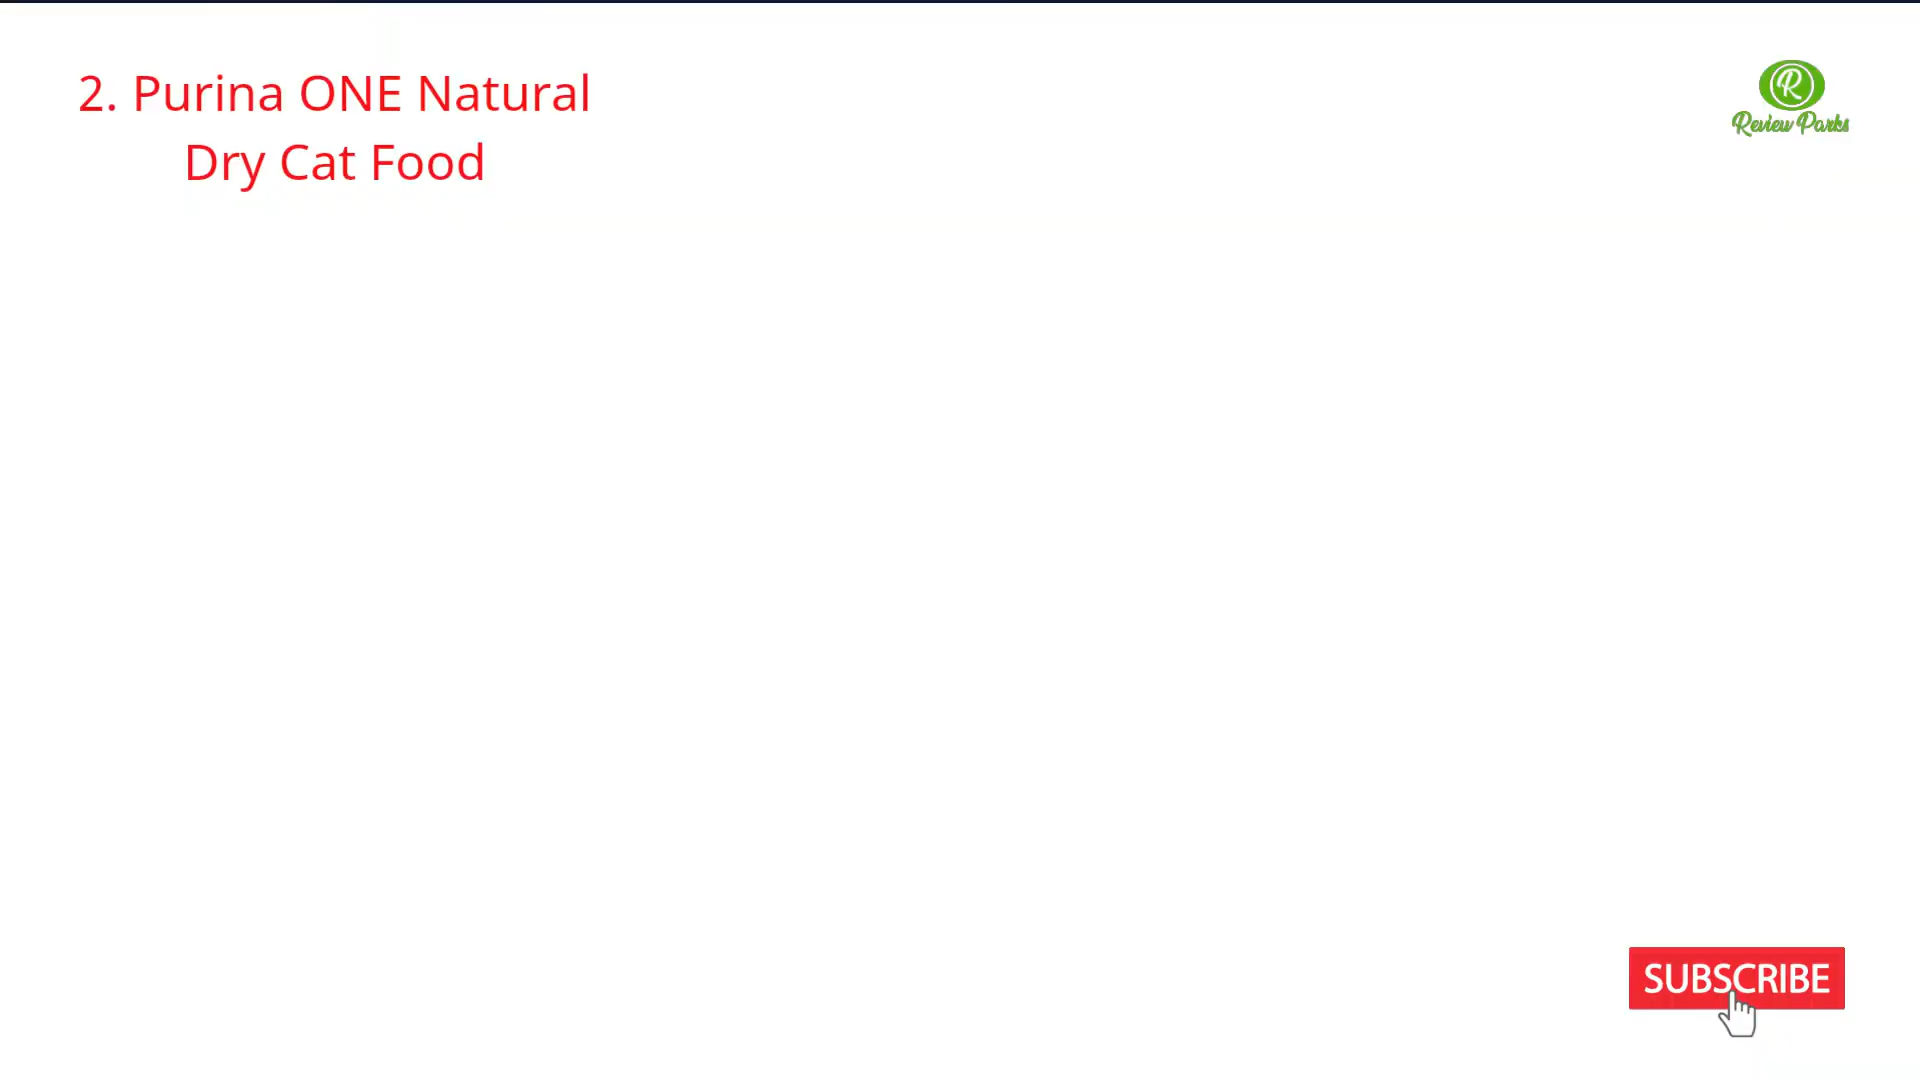 2. Purina ONE Natural
Dry Cat Food
R
Review Parks
SUBSCRIBE